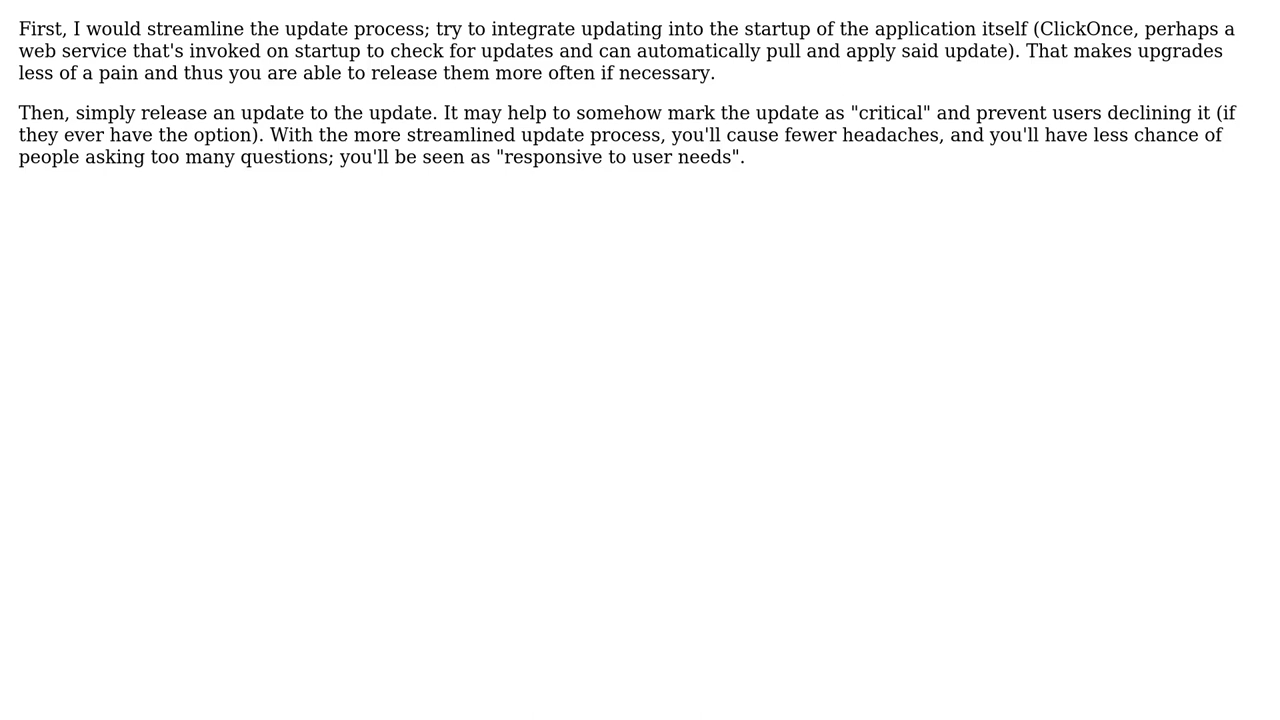 First, I would streamline the update process; try to integrate updating into the startup of the application itself (ClickOnce, perhaps a
web service that's invoked on startup to check for updates and can automatically pull and apply said update). That makes upgrades
less of a pain and thus you are able to release them more often if necessary.
Then, simply release an update to the update. It may help to somehow mark the update as "critical" and prevent users declining it (if
they ever have the option). With the more streamlined update process, you'll cause fewer headaches, and you'll have less chance of
people asking too many questions; you'll be seen as "responsive to user needs".